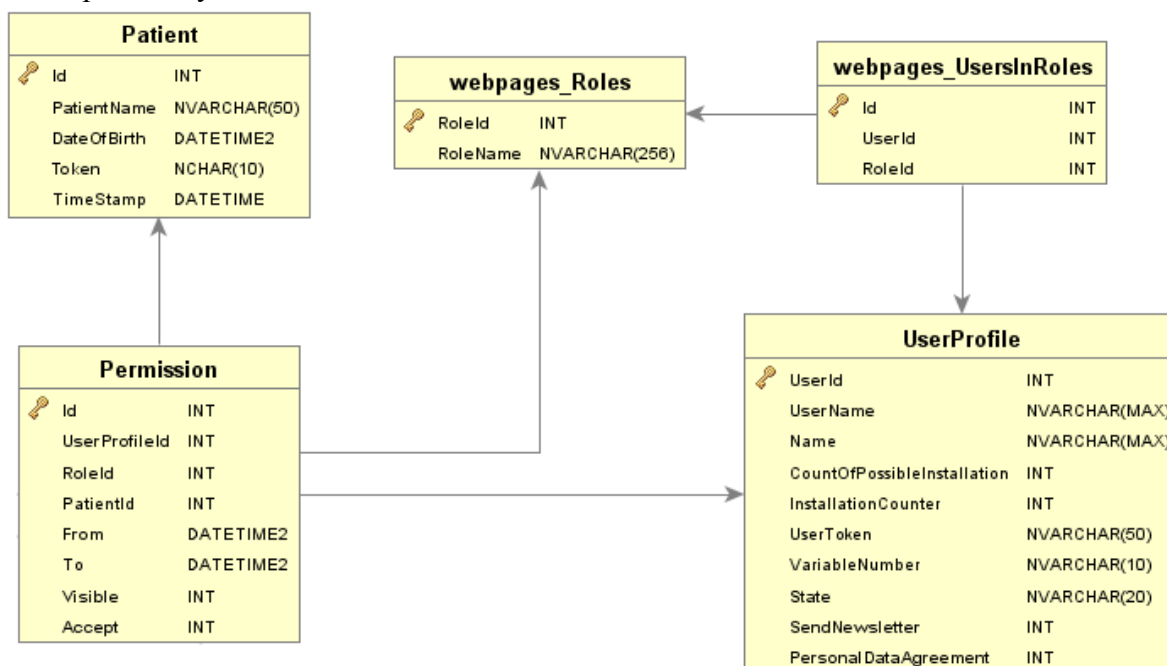 Patient
Id INT
PatientName NVARCHAR(50)
DateOfBirth DATETIME2
Token NCHAR(10)
TimeStamp DATETIME
webpages_Roles
RoleId INT
RoleName NVARCHAR(256)
webpages_UsersInRoles
Id INT
UserId INT
RoleId INT
Permission
Id INT
UserProfileId INT
RoleId INT
PatientId INT
From DATETIME2
To DATETIME2
Visible INT
Accept INT
UserProfile
UserId INT
UserName NVARCHAR(MAX)
Name NVARCHAR(MAX)
CountOfPossibleInstallation INT
InstallationCounter INT
UserToken NVARCHAR(50)
VariableNumber NVARCHAR(10)
State NVARCHAR(20)
SendNewsletter INT
PersonalDataAgreement INT